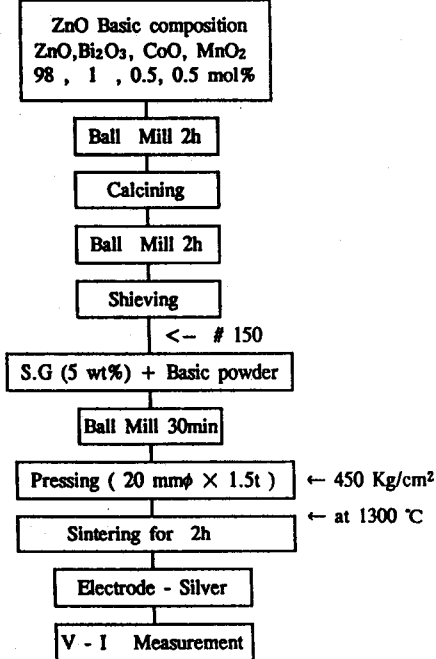 ZnO Basic composition
ZnO,Bi₂O₃, CoO, MnO₂
98 , 1 , 0.5, 0.5 mol%
Ball Mill 2h
Calcining
Ball Mill 2h
Shieving
<- # 150
S.G (5 wt%) + Basic powder
Ball Mill 30min
Pressing ( 20 mmϕ × 1.5t ) ← 450 Kg/cm²
← at 1300 ℃
Sintering for 2h
Electrode - Silver
V - I Measurement